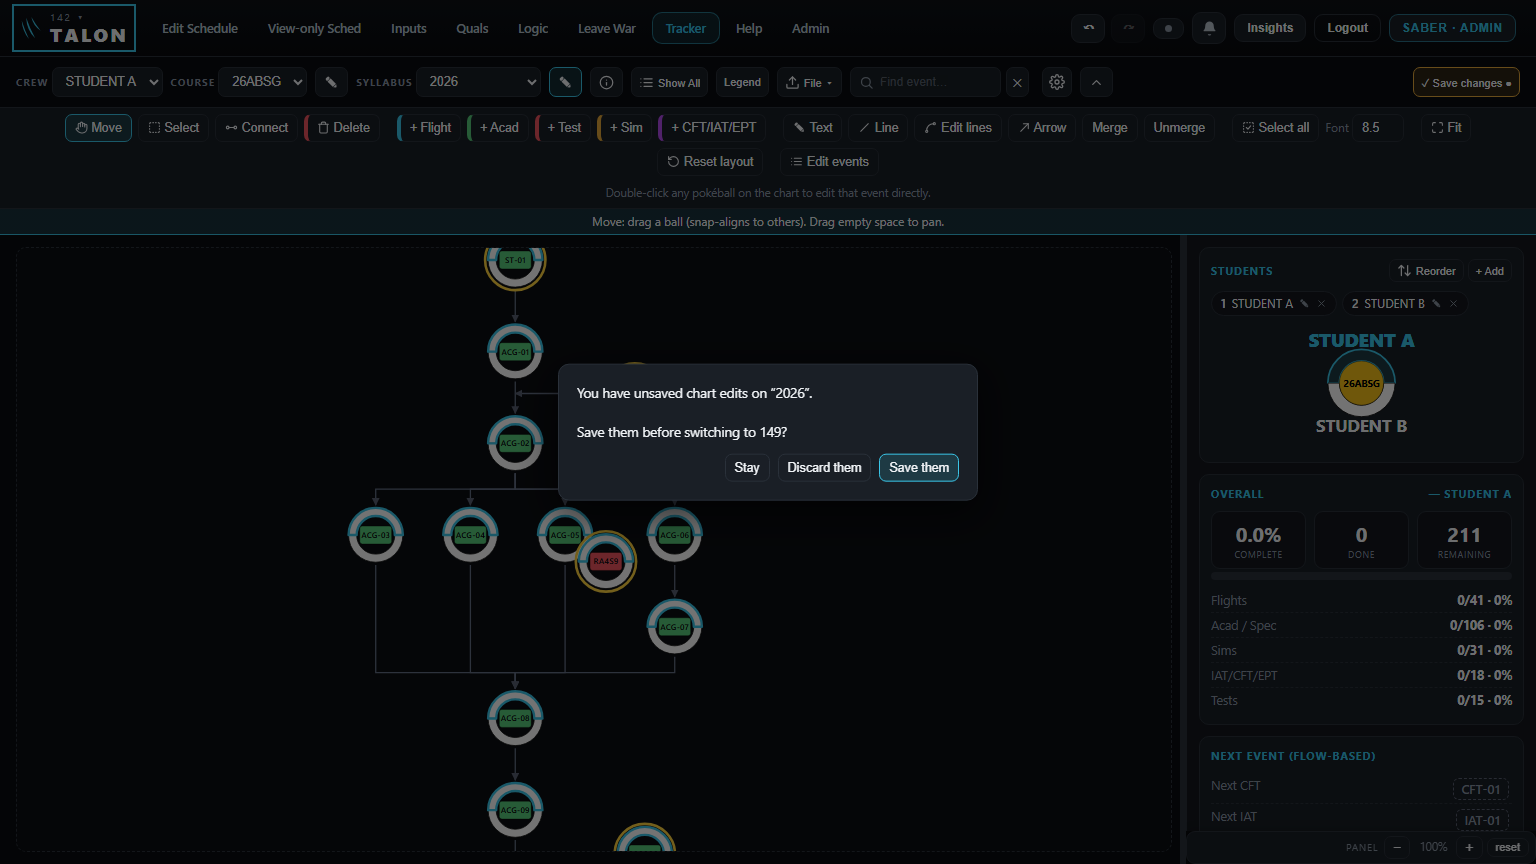 142
TALON
Edit Schedule
View-only Sched
Inputs
Quals
Logic
Leave War
Tracker
Help
Admin
Insights
Logout
SABER · ADMIN
CREW
STUDENT A
COURSE
26ABSG
SYLLABUS
2026
Show All
Legend
File
Find event...
✓ Save changes
Move
Select
Connect
Delete
+ Flight
+ Acad
+ Test
+ Sim
+ CFT/IAT/EPT
Text
Line
Edit lines
Arrow
Merge
Unmerge
Select all
Font
8.5
Fit
Reset layout
Edit events
Double-click any pokéball on the chart to edit that event directly.
Move: drag a ball (snap-aligns to others). Drag empty space to pan.
ST-01
ACG-01
ACG-02
ACG-03
ACG-04
ACG-05
RA459
ACG-06
ACG-07
ACG-08
ACG-09
You have unsaved chart edits on “2026”.
Save them before switching to 149?
Stay
Discard them
Save them
STUDENTS
Reorder
+ Add
1 STUDENT A
2 STUDENT B
STUDENT A
26ABSG
STUDENT B
OVERALL
— STUDENT A
0.0%
COMPLETE
0
DONE
211
REMAINING
Flights 0/41 · 0%
Acad / Spec 0/106 · 0%
Sims 0/31 · 0%
IAT/CFT/EPT 0/18 · 0%
Tests 0/15 · 0%
NEXT EVENT (FLOW-BASED)
Next CFT CFT-01
Next IAT IAT-01
PANEL − 100% + reset